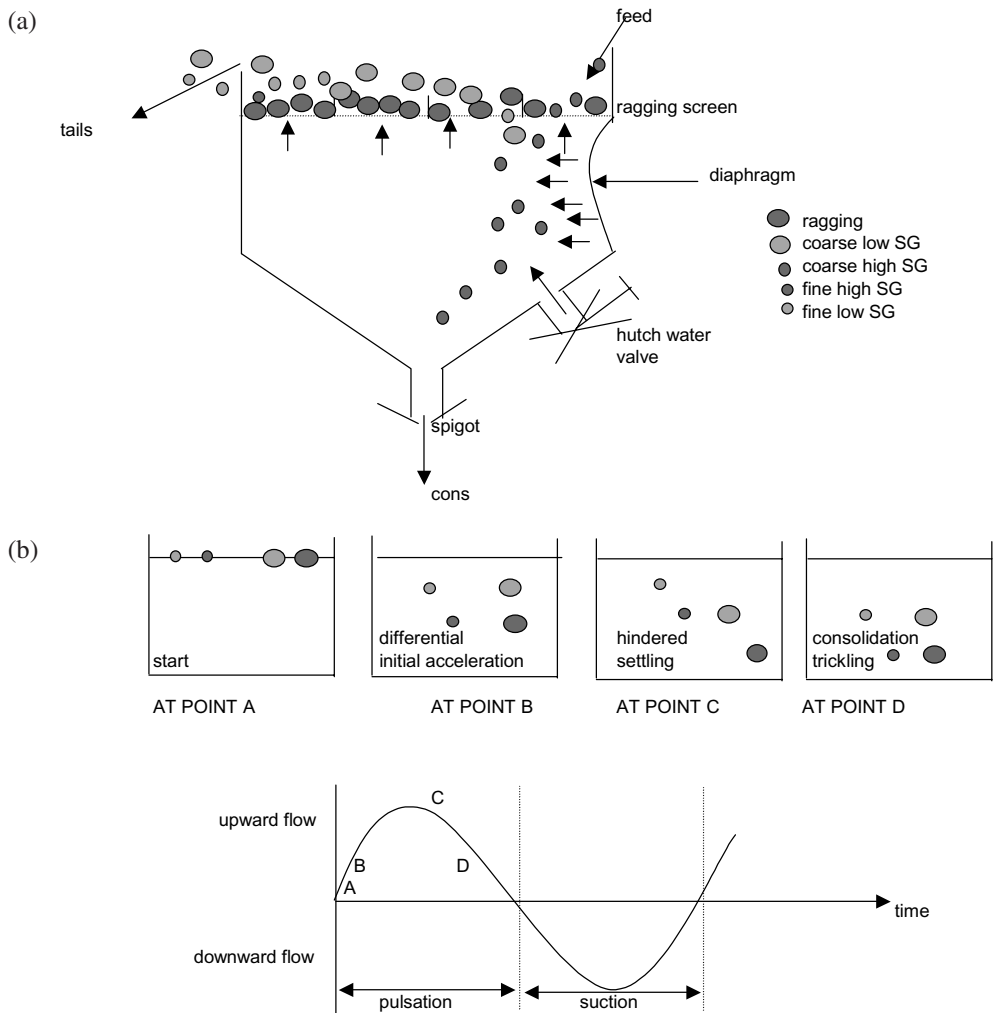 (a)
feed
ragging screen
tails
diaphragm
ragging
coarse low SG
coarse high SG
fine high SG
fine low SG
hutch water
valve
spigot
cons
(b)
start
differential
initial acceleration
hindered
settling
consolidation
trickling
AT POINT A
AT POINT B
AT POINT C
AT POINT D
upward flow
C
B
D
A
time
downward flow
pulsation
suction